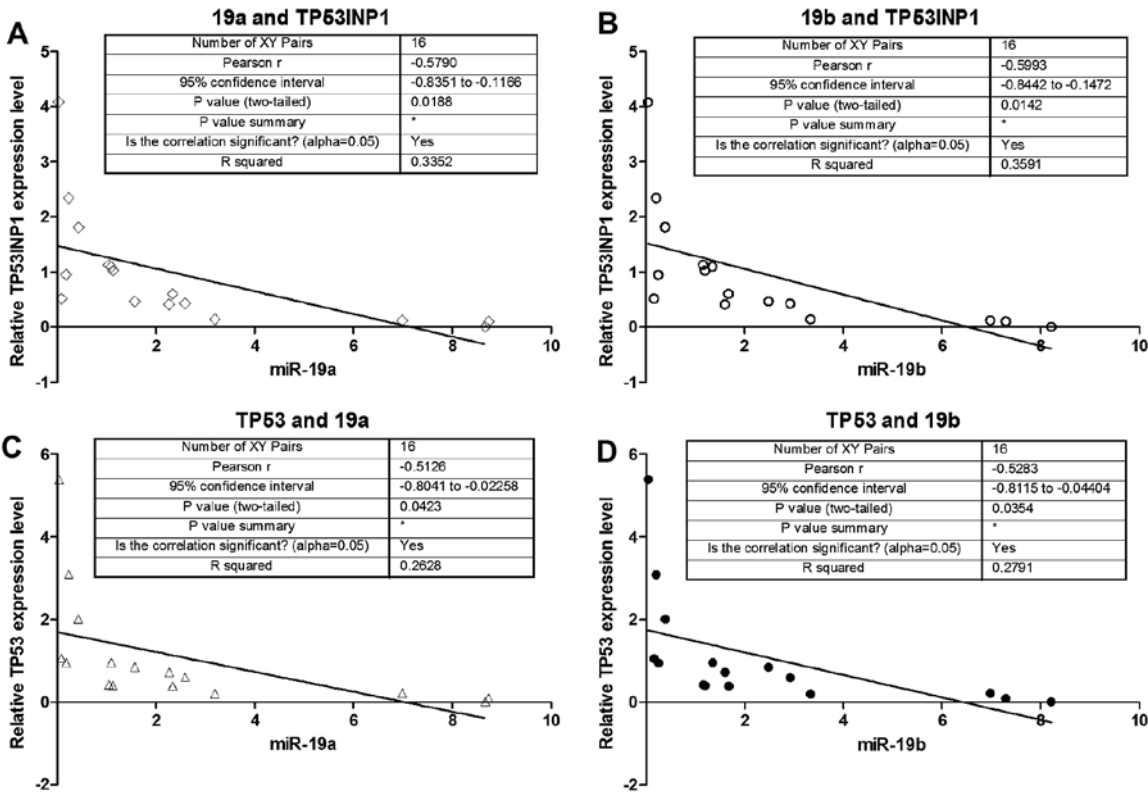 A
19a and TP53INP1
Number of XY Pairs 16
Pearson r -0.5790
95% confidence interval -0.8351 to -0.1166
P value (two-tailed) 0.0188
P value summary *
Is the correlation significant? (alpha=0.05) Yes
R squared 0.3352
Relative TP53INP1 expression level
5
4
3
2
1
0
-1
2 4 6 8 10
miR-19a
B
19b and TP53INP1
Number of XY Pairs 16
Pearson r -0.5993
95% confidence interval -0.8442 to -0.1472
P value (two-tailed) 0.0142
P value summary *
Is the correlation significant? (alpha=0.05) Yes
R squared 0.3591
Relative TP53INP1 expression level
5
4
3
2
1
0
-1
2 4 6 8 10
miR-19b
C
TP53 and 19a
Number of XY Pairs 16
Pearson r -0.5126
95% confidence interval -0.8041 to -0.02258
P value (two-tailed) 0.0423
P value summary *
Is the correlation significant? (alpha=0.05) Yes
R squared 0.2628
Relative TP53 expression level
6
4
2
0
-2
2 4 6 8 10
miR-19a
D
TP53 and 19b
Number of XY Pairs 16
Pearson r -0.5283
95% confidence interval -0.8115 to -0.04404
P value (two-tailed) 0.0354
P value summary *
Is the correlation significant? (alpha=0.05) Yes
R squared 0.2791
Relative TP53 expression level
6
4
2
0
-2
2 4 6 8 10
miR-19b